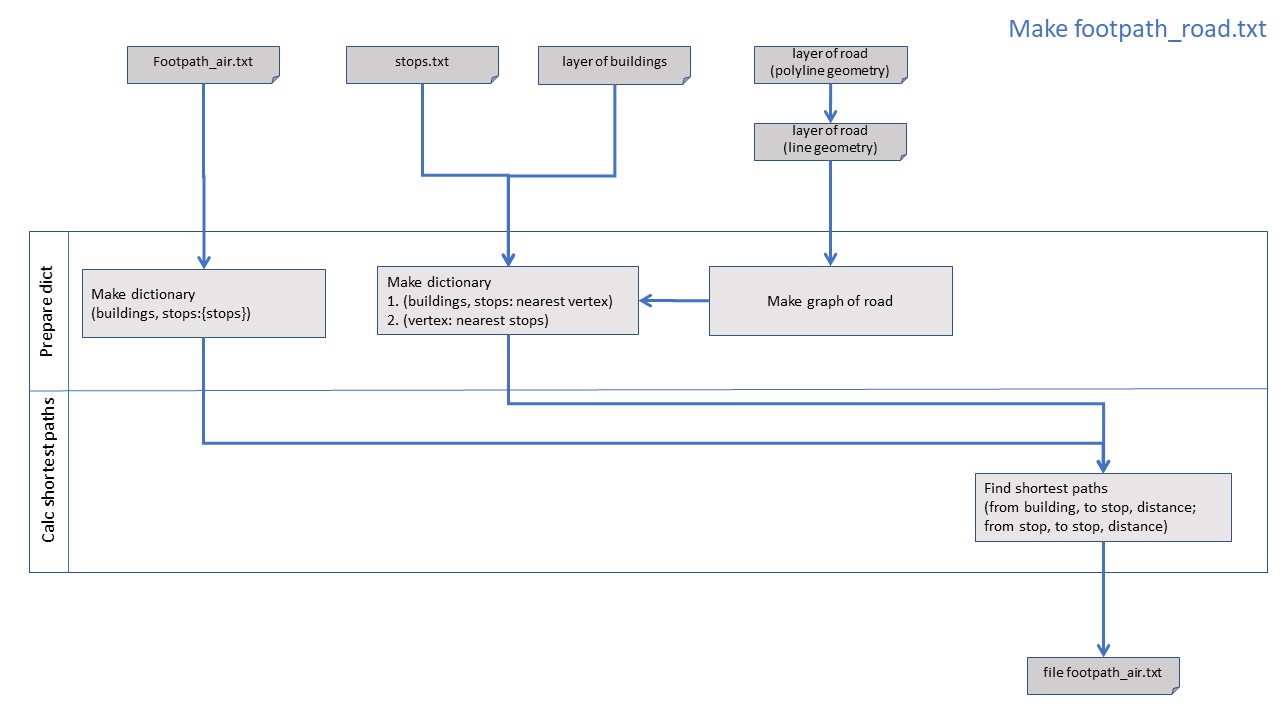 Make footpath_road.txt
Footpath_air.txt
stops.txt
layer of buildings
layer of road
(polyline geometry)
layer of road
(line geometry)
Prepare dict
Make dictionary
(buildings, stops:{stops})
Make dictionary
1. (buildings, stops: nearest vertex)
2. (vertex: nearest stops)
Make graph of road
Calc shortest paths
Find shortest paths
(from building, to stop, distance;
from stop, to stop, distance)
file footpath_air.txt